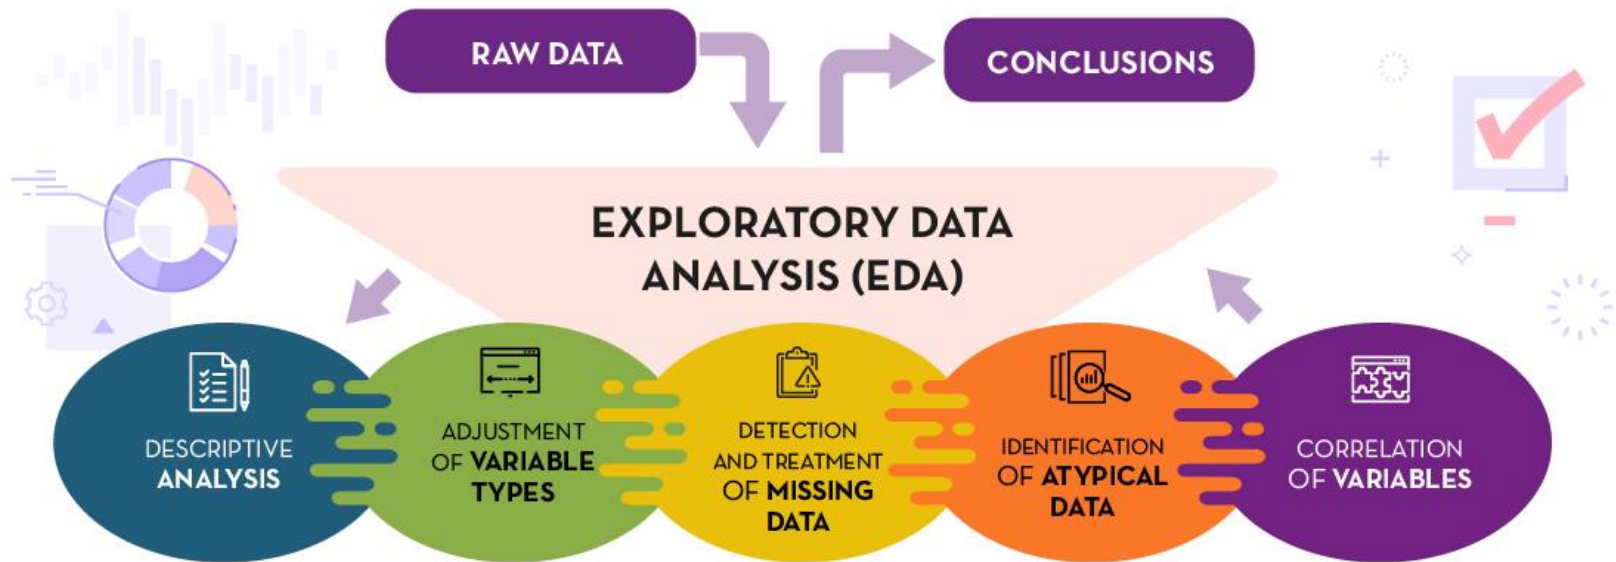 RAW DATA
CONCLUSIONS
EXPLORATORY DATA
ANALYSIS (EDA)
DESCRIPTIVE
ANALYSIS
ADJUSTMENT
OF VARIABLE
TYPES
DETECTION
AND TREATMENT
OF MISSING
DATA
IDENTIFICATION
OF ATYPICAL
DATA
CORRELATION
OF VARIABLES